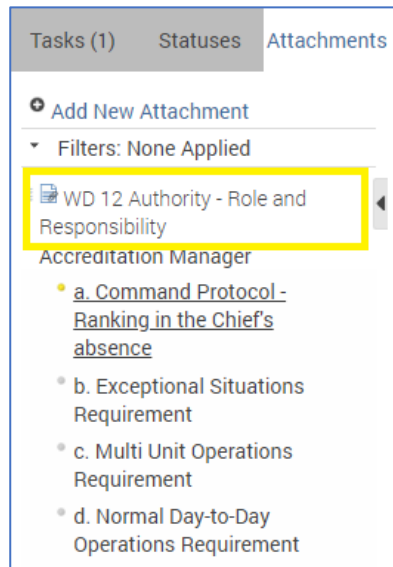 Tasks (1) Statuses Attachments
Add New Attachment
Filters: None Applied
WD 12 Authority - Role and
Responsibility
Accreditation Manager
a. Command Protocol -
Ranking in the Chief's
absence
b. Exceptional Situations
Requirement
c. Multi Unit Operations
Requirement
d. Normal Day-to-Day
Operations Requirement